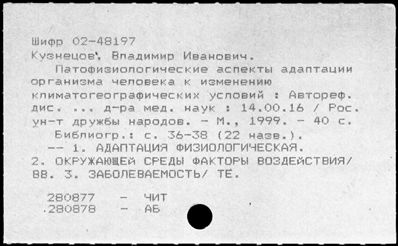 Шифр 02-48197
Кузнецов, Владимир Иванович.
Патофизиологические аспекты адаптации
организма человека к изменению
климатогеографических условий : Автореф.
дис. ... д-ра мед. наук : 14.00.16 / Рос.
ун-т дружбы народов. - М., 1999. - 40 с.
Библиогр.: с. 36-38 (22 назв.).
-- 1. АДАПТАЦИЯ ФИЗИОЛОГИЧЕСКАЯ.
2. ОКРУЖАЮЩЕЙ СРЕДЫ ФАКТОРЫ ВОЗДЕЙСТВИЯ/
ВВ. 3. ЗАБОЛЕВАЕМОСТЬ/ ТЕ.
280877 - ЧИТ
.280878 - АБ